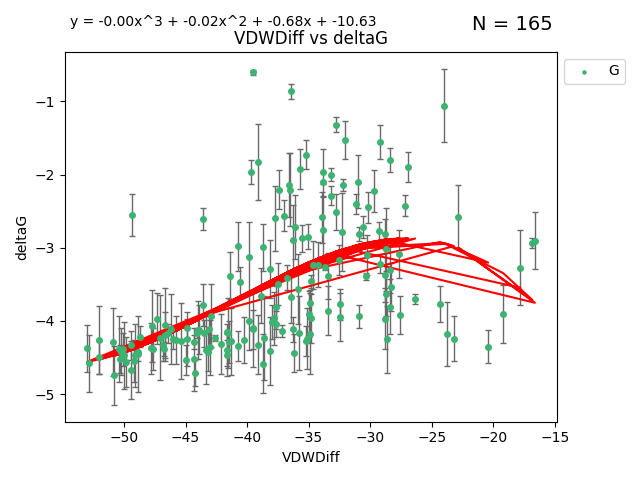 y = -0.00x^3 + -0.02x^2 + -0.68x + -10.63
N = 165
VDWDiff vs deltaG
G
deltaG
−1
−2
−3
−4
−5
−50
−45
−40
−35
−30
−25
−20
−15
VDWDiff